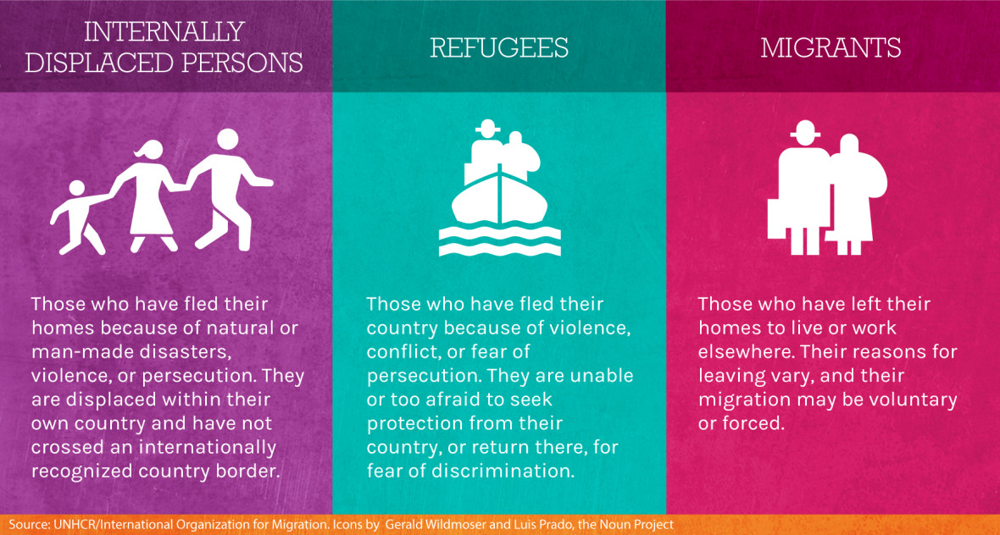 INTERNALLY
DISPLACED PERSONS
Those who have fled their
homes because of natural or
man-made disasters,
violence, or persecution. They
are displaced within their
own country and have not
crossed an internationally
recognized country border.
REFUGEES
Those who have fled their
country because of violence,
conflict, or fear of
persecution. They are unable
or too afraid to seek
protection from their
country, or return there, for
fear of discrimination.
MIGRANTS
Those who have left their
homes to live or work
elsewhere. Their reasons for
leaving vary, and their
migration may be voluntary
or forced.
Source: UNHCR/International Organization for Migration. Icons by Gerald Wildmoser and Luis Prado, the Noun Project